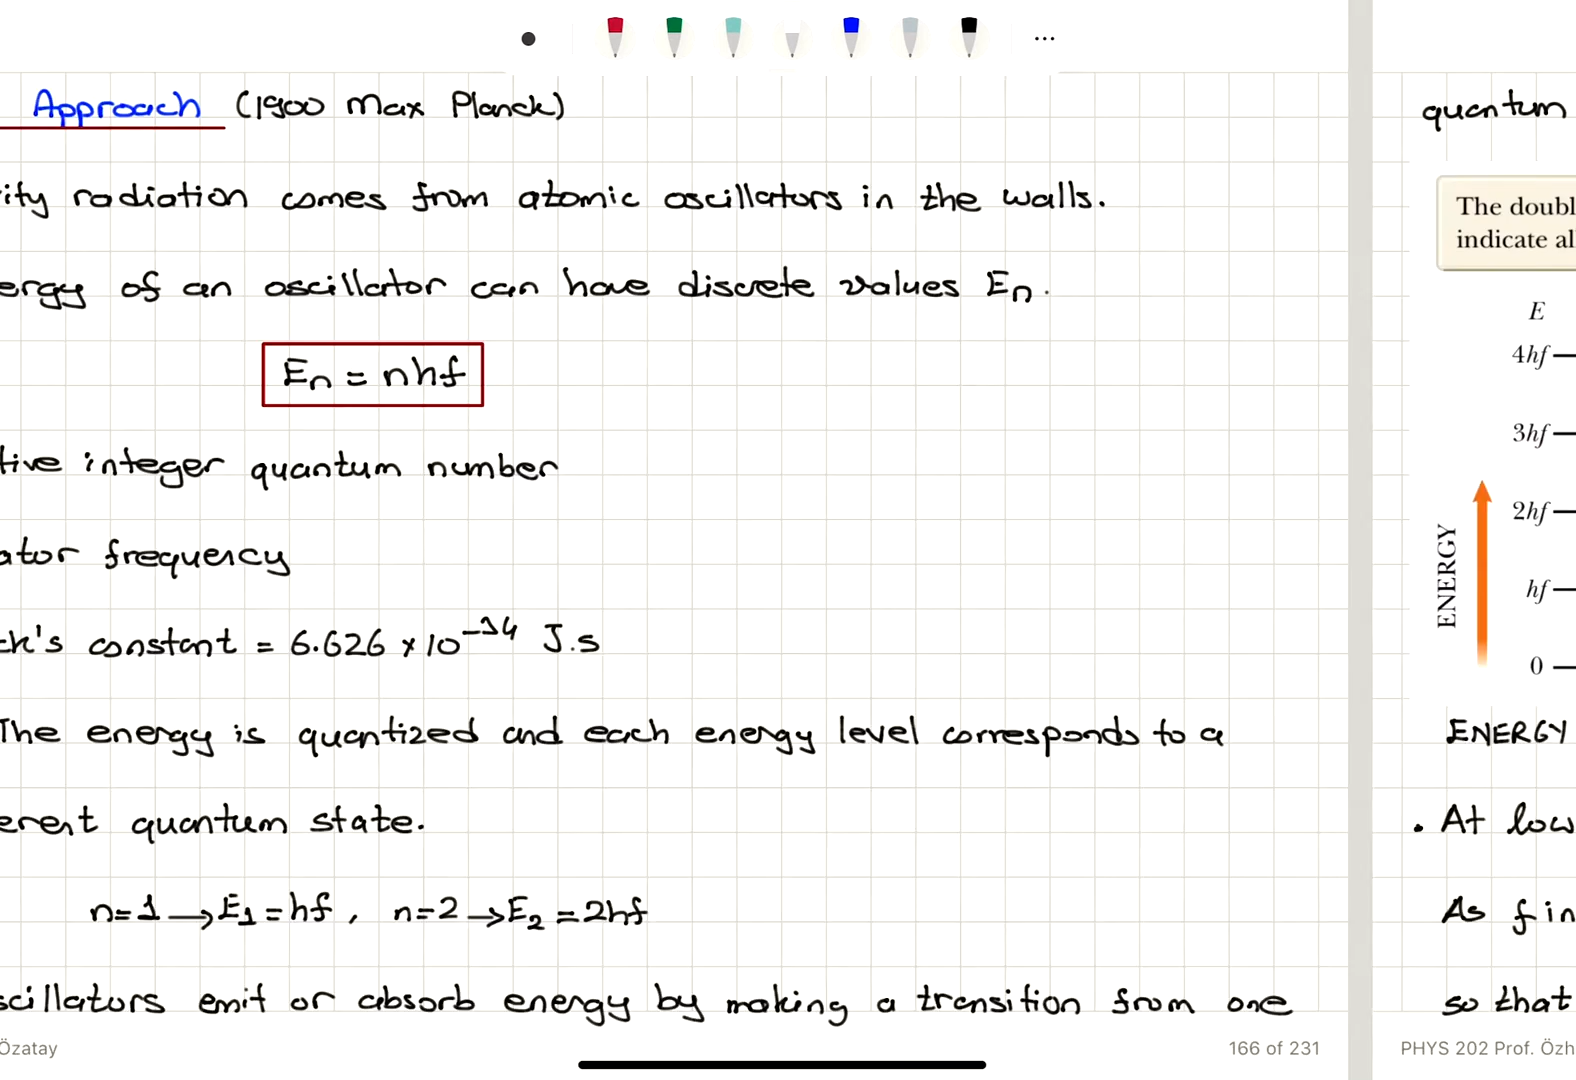 Approach (1900 Max Planck)
ity radiation comes from atomic oscillators in the walls.
ergy of an oscillator can have discrete values En.
En = nhf
tive integer quantum number
ator frequency
ck's constant = 6.626 × 10⁻³⁴ J.s
The energy is quantized and each energy level corresponds to a
erent quantum state.
n=1 → E₁ = hf, n=2 → E₂ = 2hf
scillators emit or absorb energy by making a transition from one
Özatay
166 of 231
quantum
The doubl
indicate al
E
4hf
3hf
2hf
hf
0
ENERGY
ENERGY
. At low
As fin
so that
PHYS 202 Prof. Özh